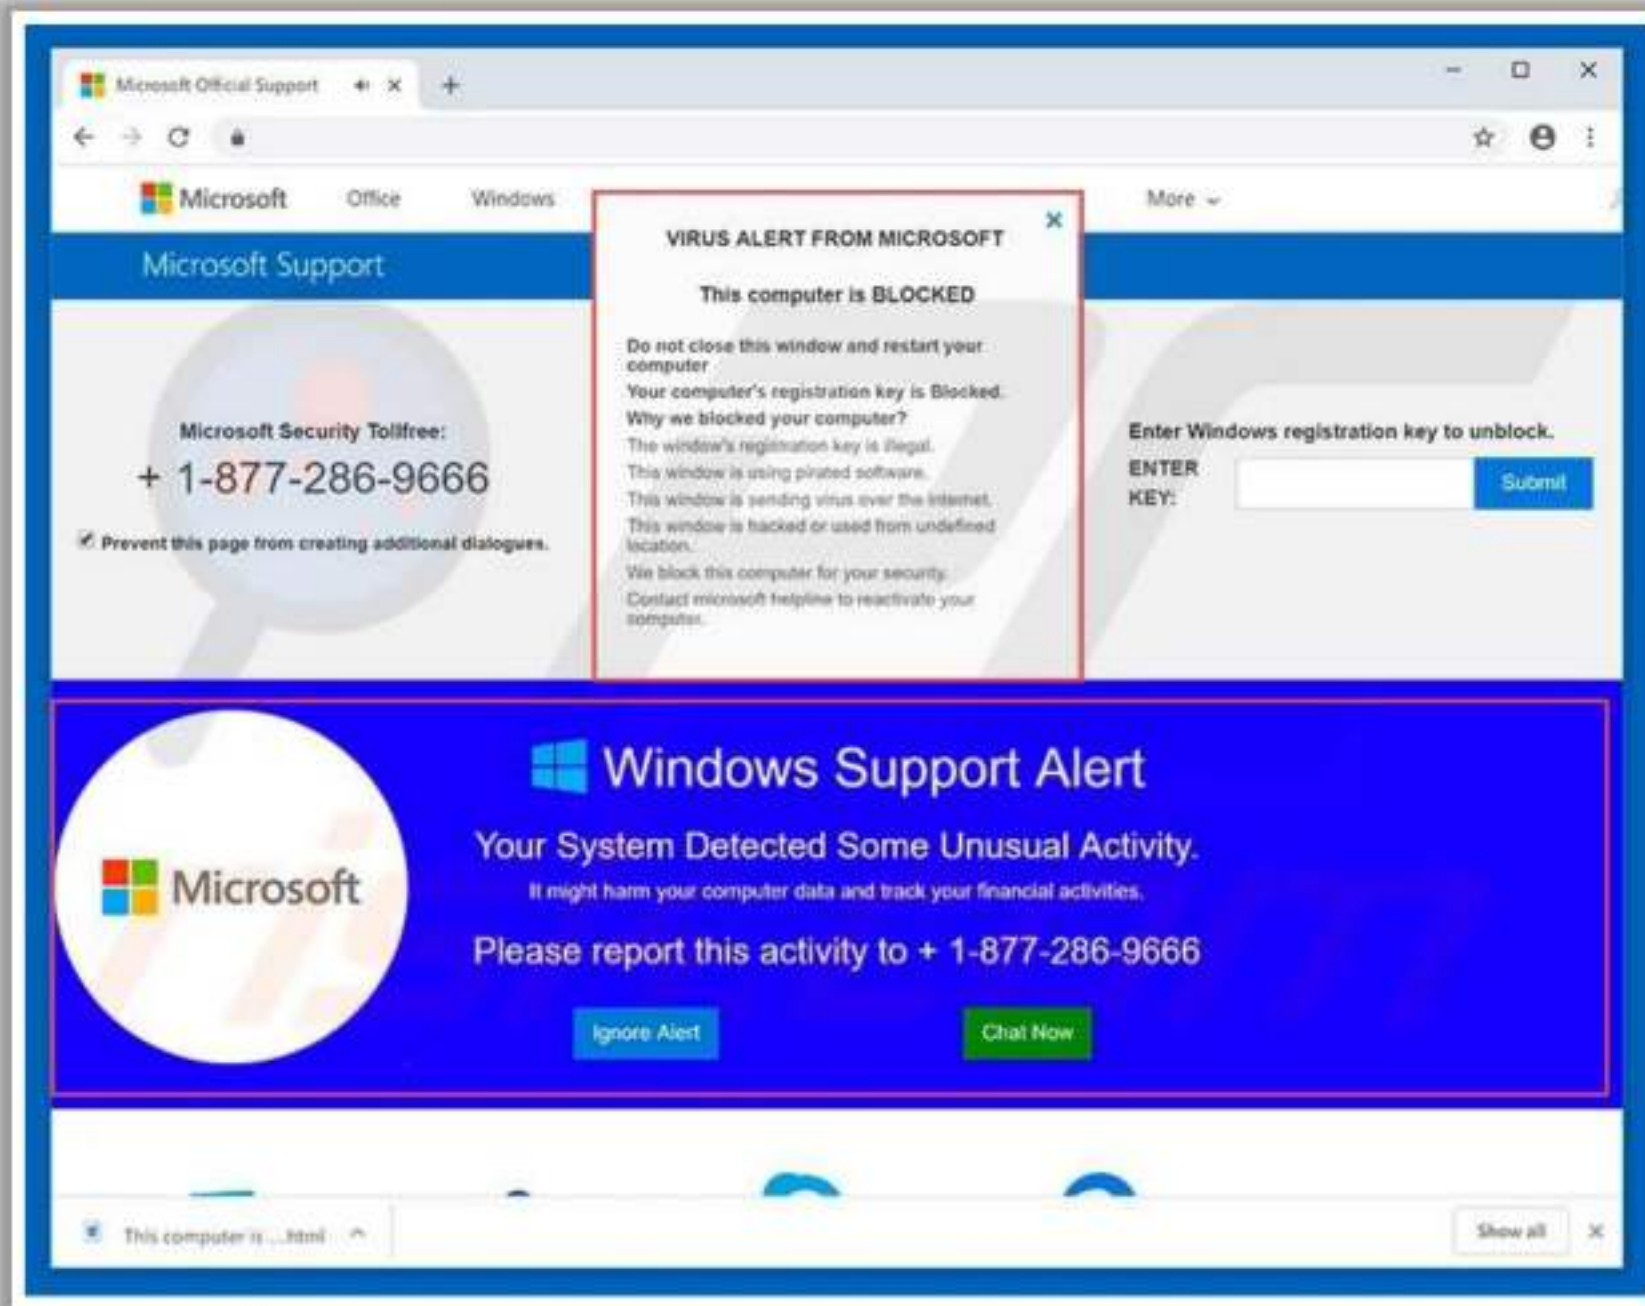 Microsoft Official Support
Microsoft
Office
Windows
More
Microsoft Support
VIRUS ALERT FROM MICROSOFT
This computer is BLOCKED
Do not close this window and restart your
computer
Your computer's registration key is Blocked.
Why we blocked your computer?
The window's registration key is illegal.
This window is using pirated software.
This window is sending virus over the Internet.
This window is hacked or used from undefined
location.
We block this computer for your security.
Contact microsoft helpline to reactivate your
computer.
Microsoft Security Tollfree:
+ 1-877-286-9666
Prevent this page from creating additional dialogues.
Enter Windows registration key to unblock.
ENTER
KEY:
Submit
Microsoft
Windows Support Alert
Your System Detected Some Unusual Activity.
It might harm your computer data and track your financial activities.
Please report this activity to + 1-877-286-9666
Ignore Alert
Chat Now
This computer is ....html
Show all